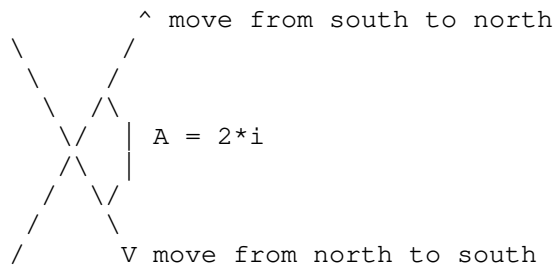 ^ move from south to north
A = 2*i
V move from north to south